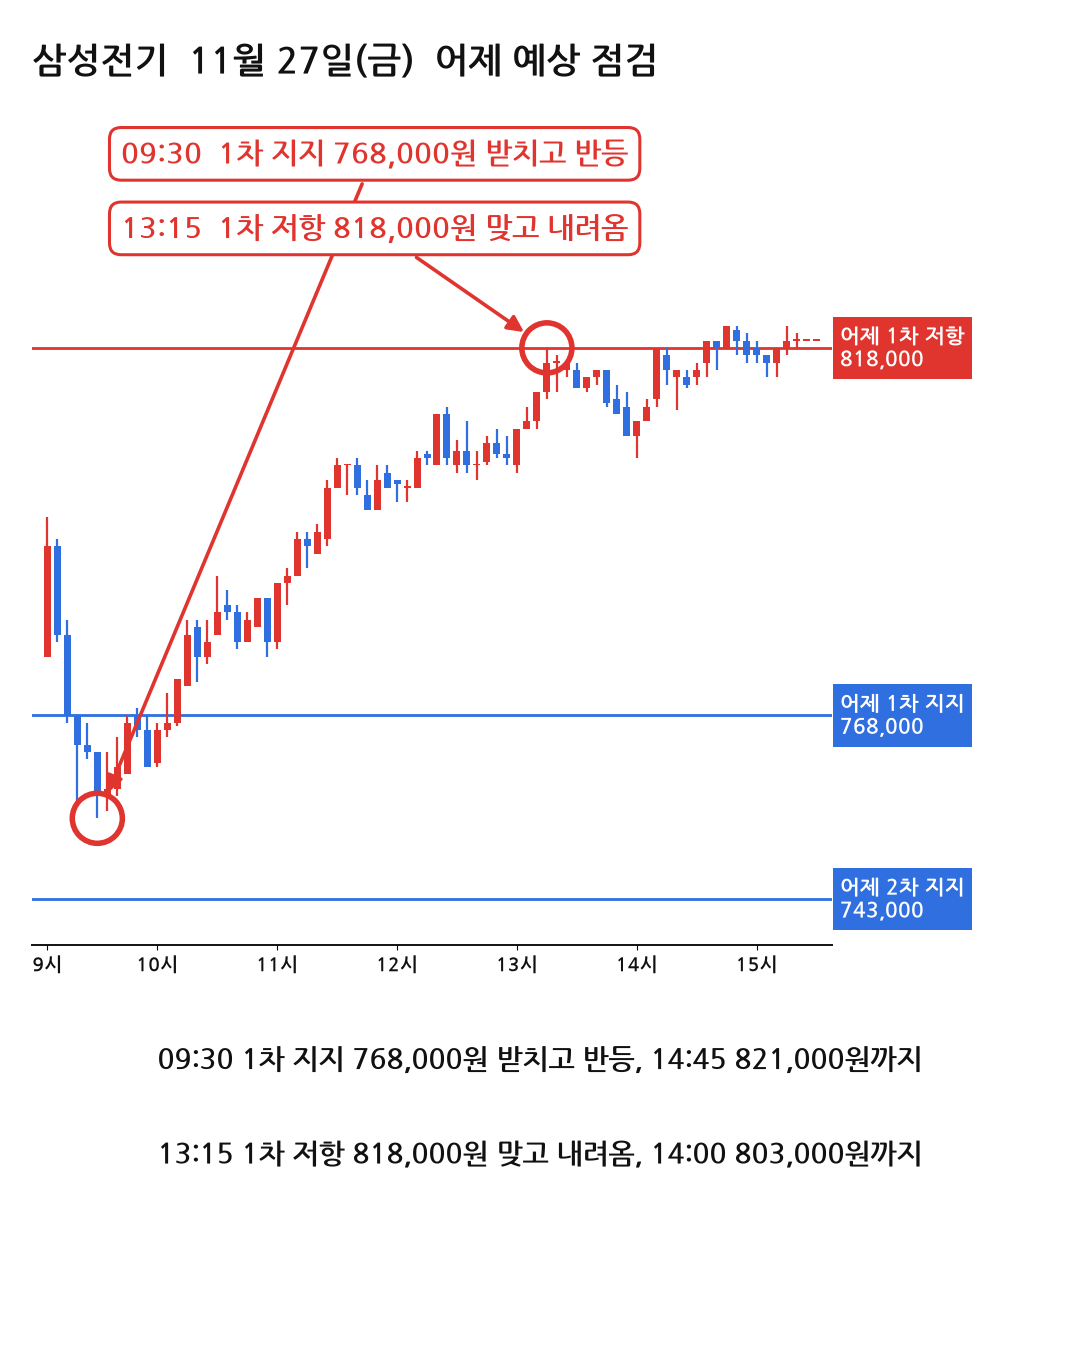 삼성전기 11월 27일(금) 어제 예상 점검
09:30 1차 지지 768,000원 받치고 반등
13:15 1차 저항 818,000원 맞고 내려옴
어제 1차 저항
818,000
어제 1차 지지
768,000
어제 2차 지지
743,000
9시 10시 11시 12시 13시 14시 15시
09:30 1차 지지 768,000원 받치고 반등, 14:45 821,000원까지
13:15 1차 저항 818,000원 맞고 내려옴, 14:00 803,000원까지